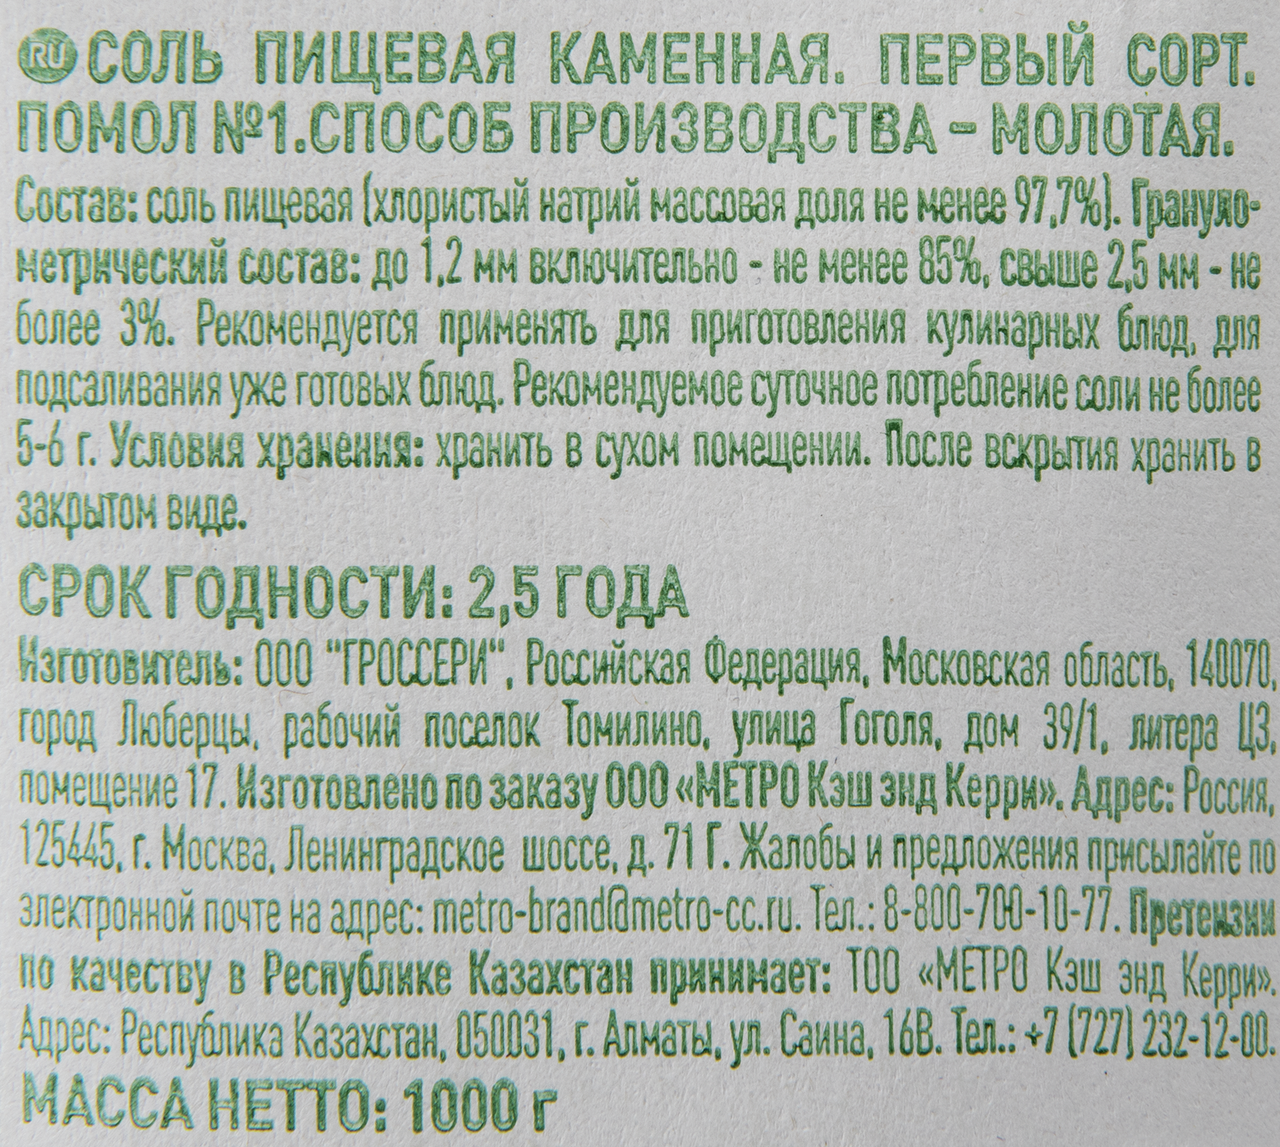 RU СОЛЬ ПИЩЕВАЯ КАМЕННАЯ. ПЕРВЫЙ СОРТ.
ПОМОЛ №1.СПОСОБ ПРОИЗВОДСТВА – МОЛОТАЯ.
Состав: соль пищевая (хлористый натрий массовая доля не менее 97,7%). Грануло-
метрический состав: до 1,2 мм включительно - не менее 85%, свыше 2,5 мм - не
более 3%. Рекомендуется применять для приготовления кулинарных блюд, для
подсаливания уже готовых блюд. Рекомендуемое суточное потребление соли не более
5-6 г. Условия хранения: хранить в сухом помещении. После вскрытия хранить в
закрытом виде.
СРОК ГОДНОСТИ: 2,5 ГОДА
Изготовитель: ООО "ГРОССЕРИ", Российская Федерация, Московская область, 140070,
город Люберцы, рабочий поселок Томилино, улица Гоголя, дом 39/1, литера Ц3,
помещение 17. Изготовлено по заказу ООО «МЕТРО Кэш энд Керри». Адрес: Россия,
125445, г. Москва, Ленинградское шоссе, д. 71 Г. Жалобы и предложения присылайте по
электронной почте на адрес: metro-brand@metro-cc.ru. Тел.: 8-800-700-10-77. Претензии
по качеству в Республике Казахстан принимает: ТОО «МЕТРО Кэш энд Керри».
Адрес: Республика Казахстан, 050031, г. Алматы, ул. Саина, 16В. Тел.: +7 (727) 232-12-00.
МАССА НЕТТО: 1000 г